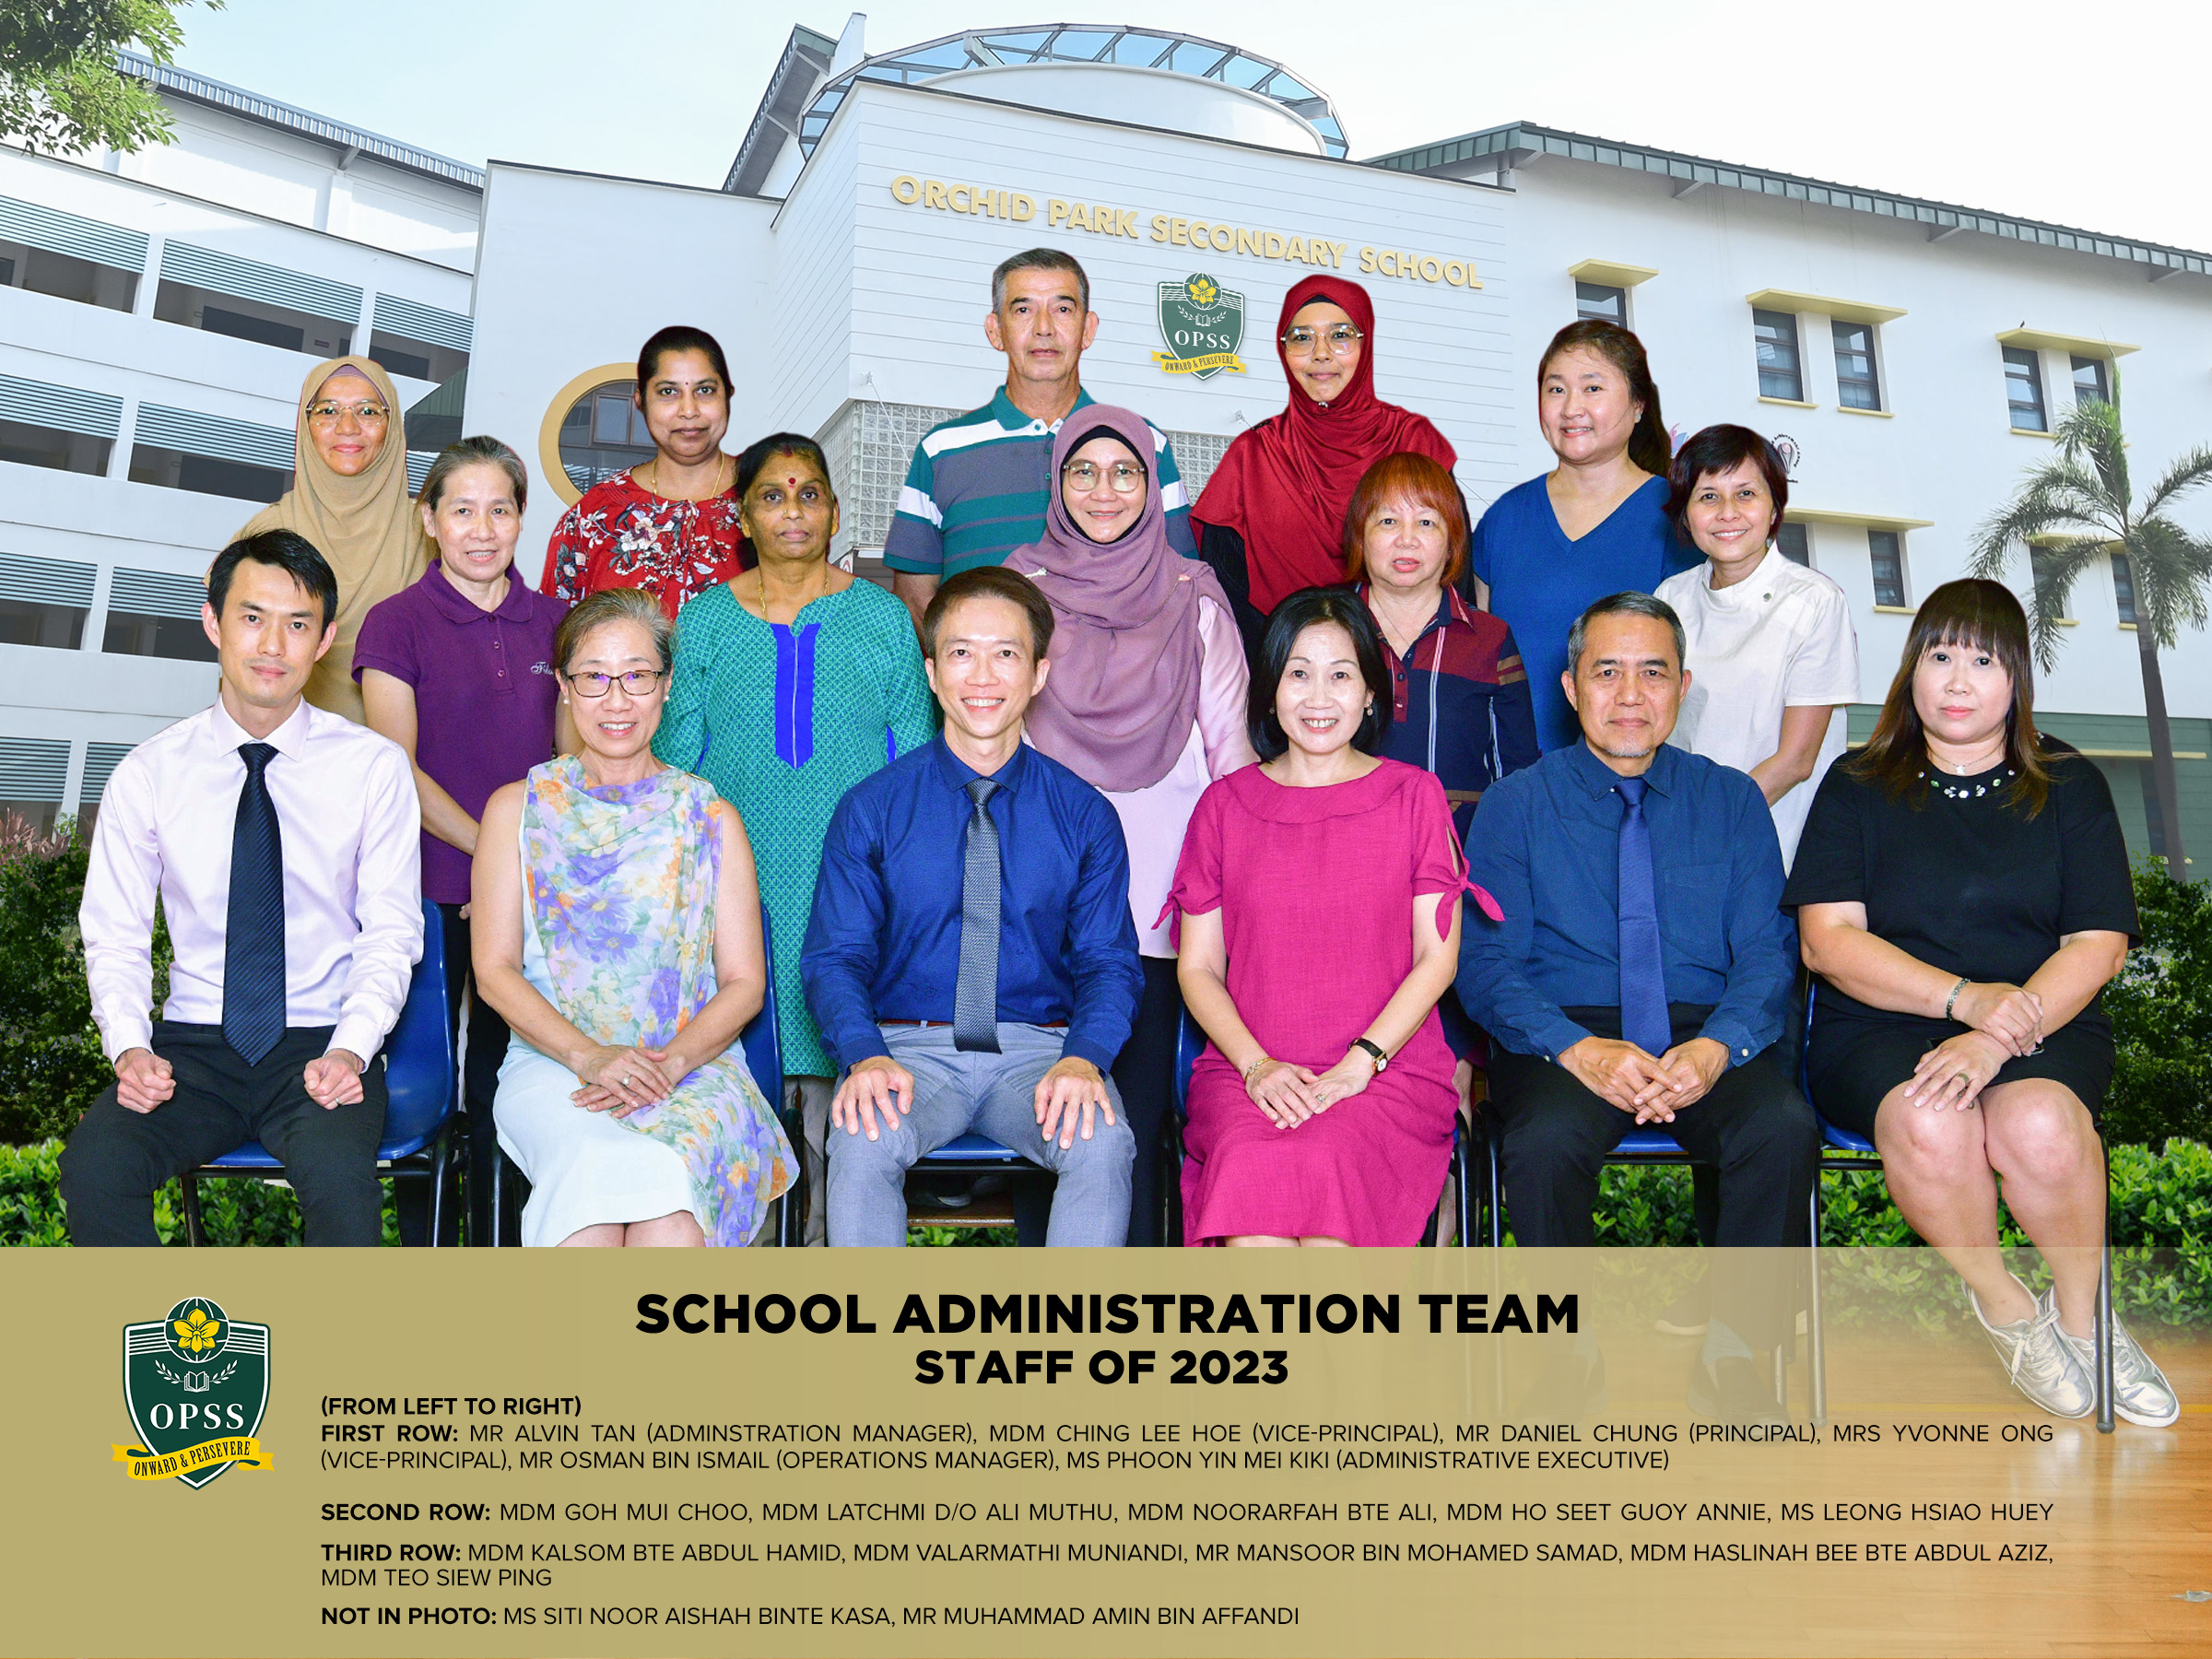 ORCHID PARK SECONDARY SCHOOL
OPSS
ONWARD & PERSEVERE
SCHOOL ADMINISTRATION TEAM
STAFF OF 2023
(FROM LEFT TO RIGHT)
FIRST ROW: MR ALVIN TAN (ADMINSTRATION MANAGER), MDM CHING LEE HOE (VICE-PRINCIPAL), MR DANIEL CHUNG (PRINCIPAL), MRS YVONNE ONG
(VICE-PRINCIPAL), MR OSMAN BIN ISMAIL (OPERATIONS MANAGER), MS PHOON YIN MEI KIKI (ADMINISTRATIVE EXECUTIVE)
OPSS
ONWARD & PERSEVERE
SECOND ROW: MDM GOH MUI CHOO, MDM LATCHMI D/O ALI MUTHU, MDM NOORARFAH BTE ALI, MDM HO SEET GUOY ANNIE, MS LEONG HSIAO HUEY
THIRD ROW: MDM KALSOM BTE ABDUL HAMID, MDM VALARMATHI MUNIANDI, MR MANSOOR BIN MOHAMED SAMAD, MDM HASLINAH BEE BTE ABDUL AZIZ,
MDM TEO SIEW PING
NOT IN PHOTO: MS SITI NOOR AISHAH BINTE KASA, MR MUHAMMAD AMIN BIN AFFANDI